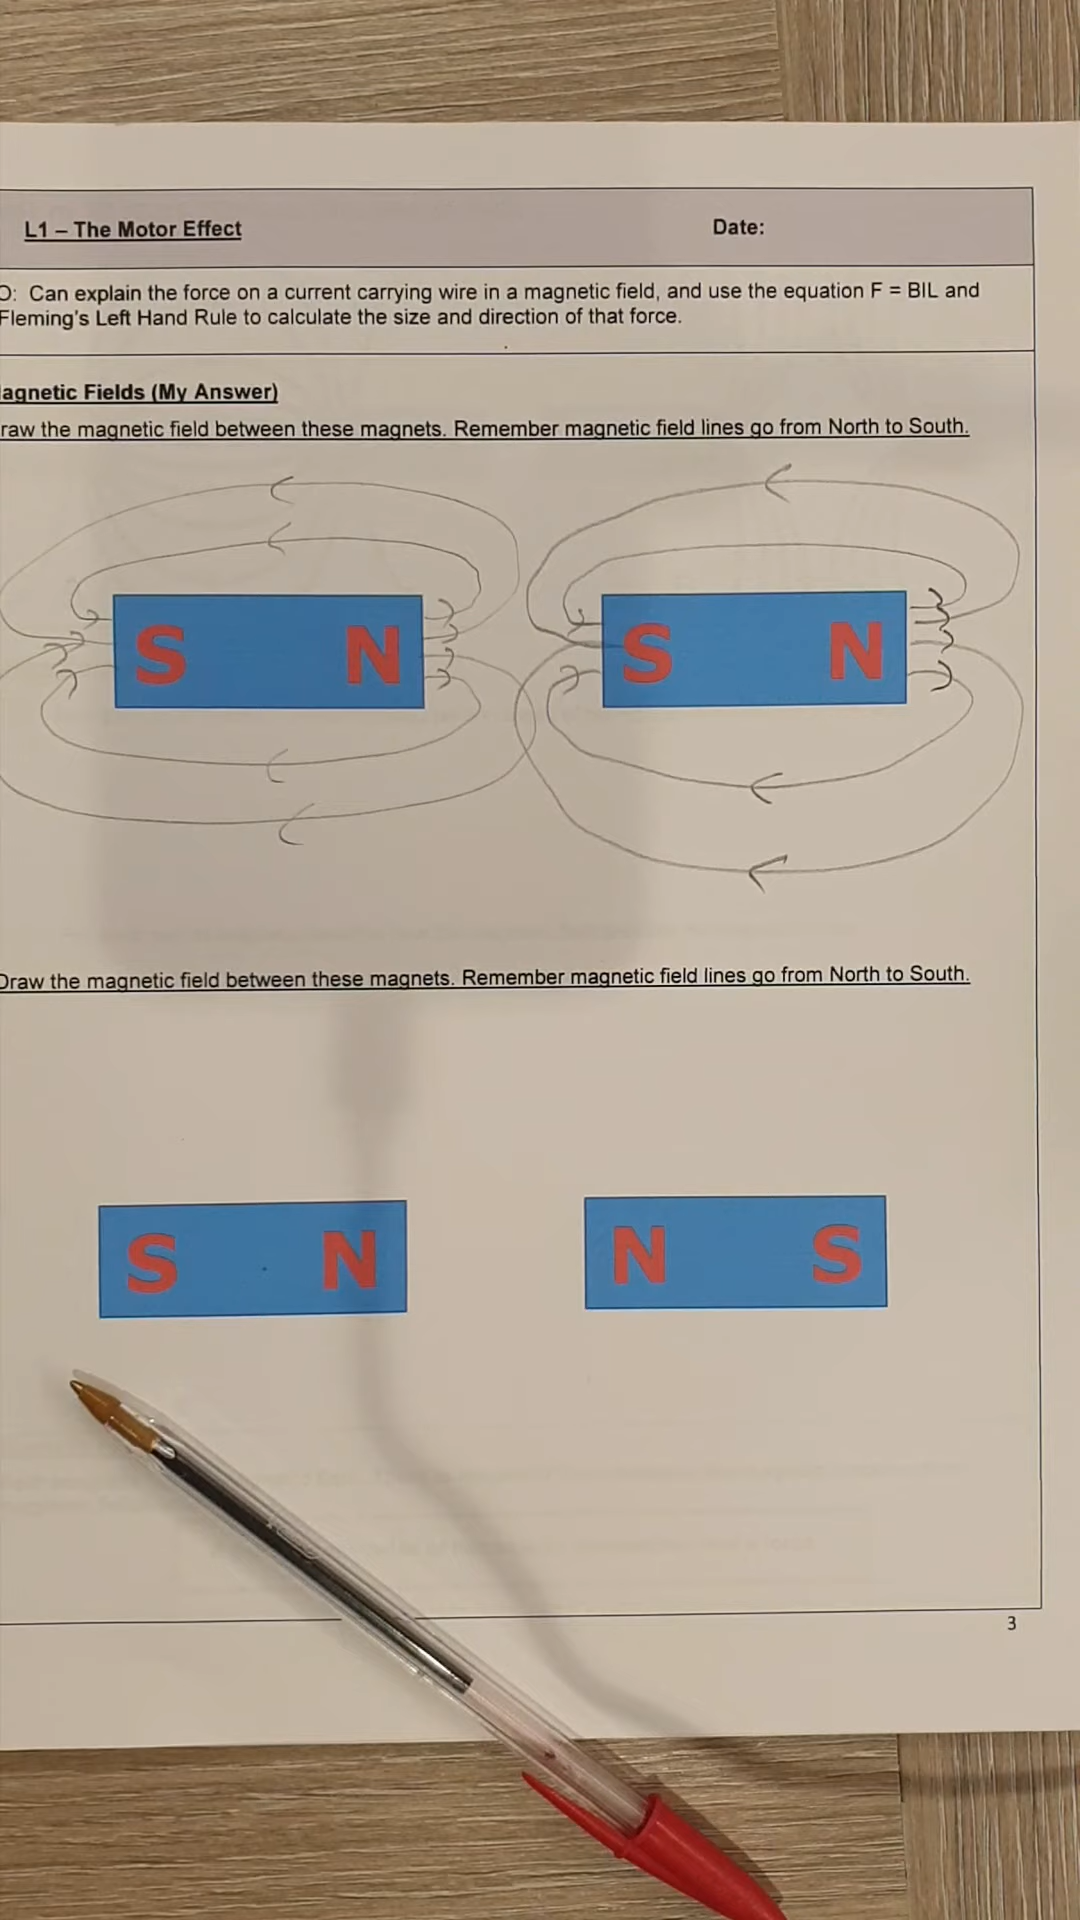 L1 – The Motor Effect Date:
O: Can explain the force on a current carrying wire in a magnetic field, and use the equation F = BIL and
Fleming's Left Hand Rule to calculate the size and direction of that force.
agnetic Fields (My Answer)
raw the magnetic field between these magnets. Remember magnetic field lines go from North to South.
S N S N
Draw the magnetic field between these magnets. Remember magnetic field lines go from North to South.
S N N S
3